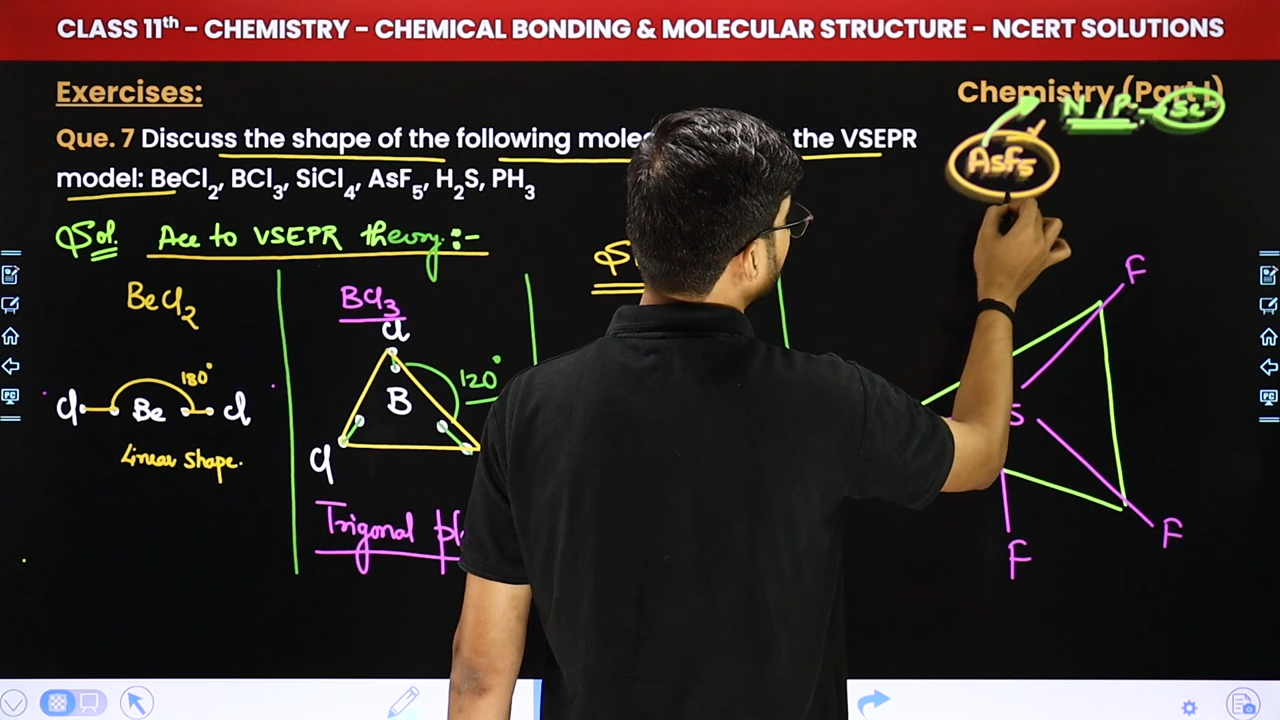 CLASS 11th – CHEMISTRY – CHEMICAL BONDING & MOLECULAR STRUCTURE – NCERT SOLUTIONS
Exercises:
Chemistry (Part I)
N, P
AsF5
Que. 7 Discuss the shape of the following the VSEPR
model: BeCl2, BCl3, SiCl4, AsF5, H2S, PH3
Sol. Acc to VSEPR theory :-
BeCl2
BCl3
F
Cl
180°
120°
Cl Be Cl
B
Linear shape.
Cl
Trigonal
F
F